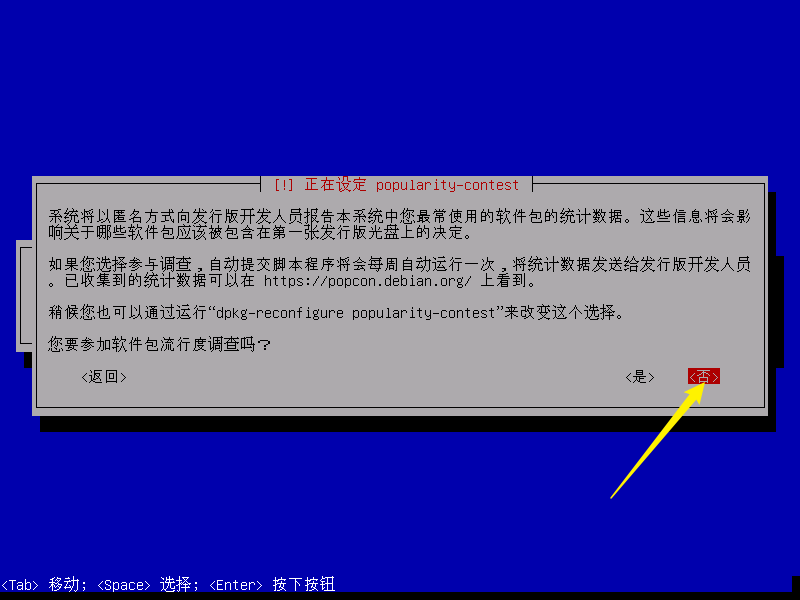 [!] 正在设定 popularity-contest
系统将以匿名方式向发行版开发人员报告本系统中您最常使用的软件包的统计数据。这些信息将会影
响关于哪些软件包应该被包含在第一张发行版光盘上的决定。
如果您选择参与调查,自动提交脚本程序将会每周自动运行一次,将统计数据发送给发行版开发人员
。已收集到的统计数据可以在 https://popcon.debian.org/ 上看到。
稍候您也可以通过运行“dpkg-reconfigure popularity-contest”来改变这个选择。
您要参加软件包流行度调查吗?
<返回> <是> <否>
<Tab> 移动; <Space> 选择; <Enter> 按下按钮